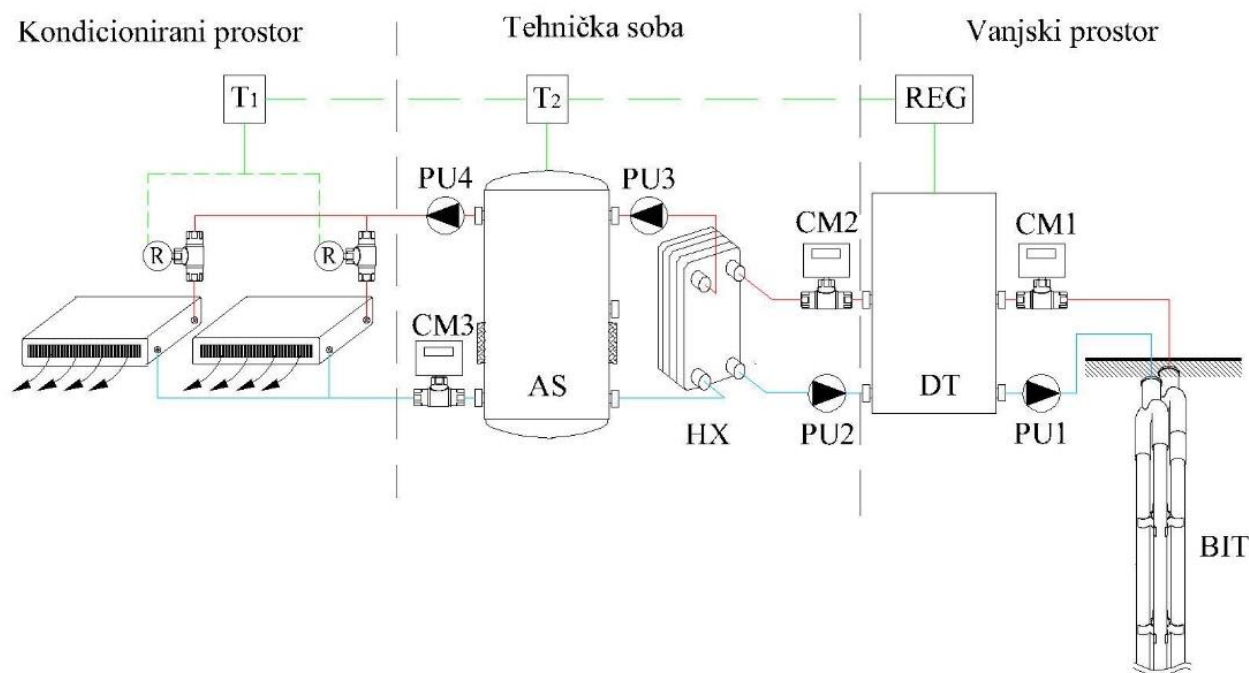 Kondicionirani prostor
Tehnička soba
Vanjski prostor
T1
T2
REG
PU4
PU3
CM2
CM1
R
R
CM3
AS
HX
PU2
DT
PU1
BIT